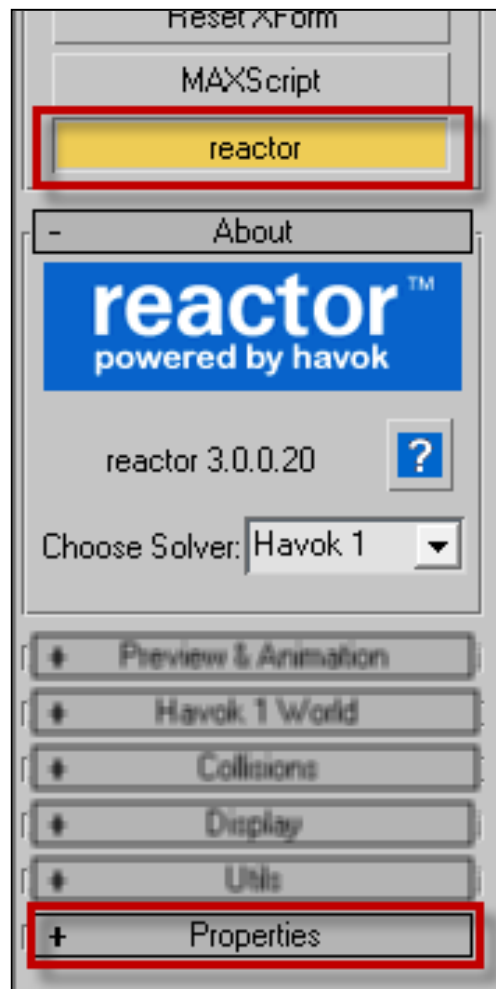 Reset XForm
MAXScript
reactor
- About
reactor™
powered by havok
reactor 3.0.0.20 ?
Choose Solver: Havok 1
+ Preview & Animation
+ Havok 1 World
+ Collisions
+ Display
+ Utils
+ Properties